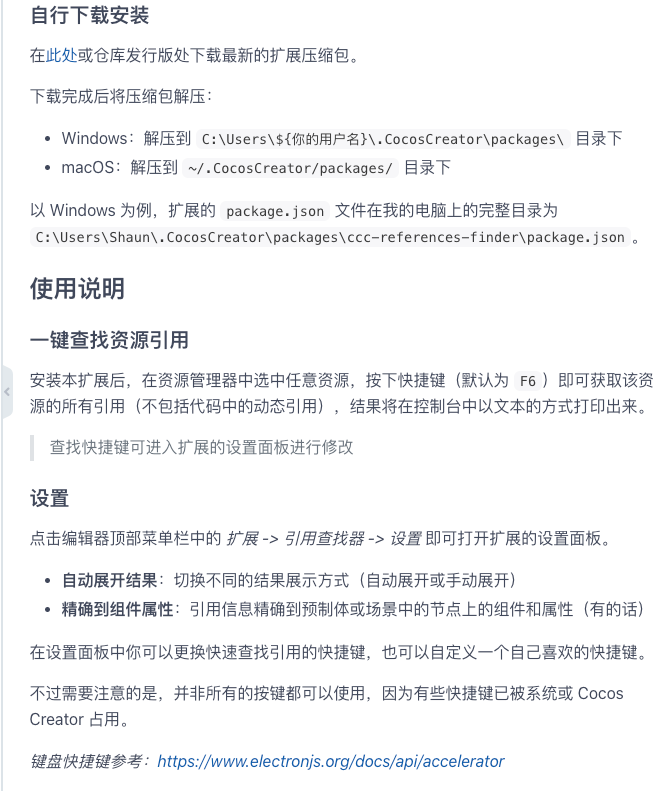 自行下载安装
在此处或仓库发行版处下载最新的扩展压缩包。
下载完成后将压缩包解压：
• Windows：解压到 C:\Users\${你的用户名}\.CocosCreator\packages\ 目录下
• macOS：解压到 ~/.CocosCreator/packages/ 目录下
以 Windows 为例，扩展的 package.json 文件在我的电脑上的完整目录为
C:\Users\Shaun\.CocosCreator\packages\ccc-references-finder\package.json 。
使用说明
一键查找资源引用
安装本扩展后，在资源管理器中选中任意资源，按下快捷键（默认为 F6 ）即可获取该资
源的所有引用（不包括代码中的动态引用），结果将在控制台中以文本的方式打印出来。
查找快捷键可进入扩展的设置面板进行修改
设置
点击编辑器顶部菜单栏中的 扩展 -> 引用查找器 -> 设置 即可打开扩展的设置面板。
• 自动展开结果：切换不同的结果展示方式（自动展开或手动展开）
• 精确到组件属性：引用信息精确到预制体或场景中的节点上的组件和属性（有的话）
在设置面板中你可以更换快速查找引用的快捷键，也可以自定义一个自己喜欢的快捷键。
不过需要注意的是，并非所有的按键都可以使用，因为有些快捷键已被系统或 Cocos
Creator 占用。
键盘快捷键参考：https://www.electronjs.org/docs/api/accelerator